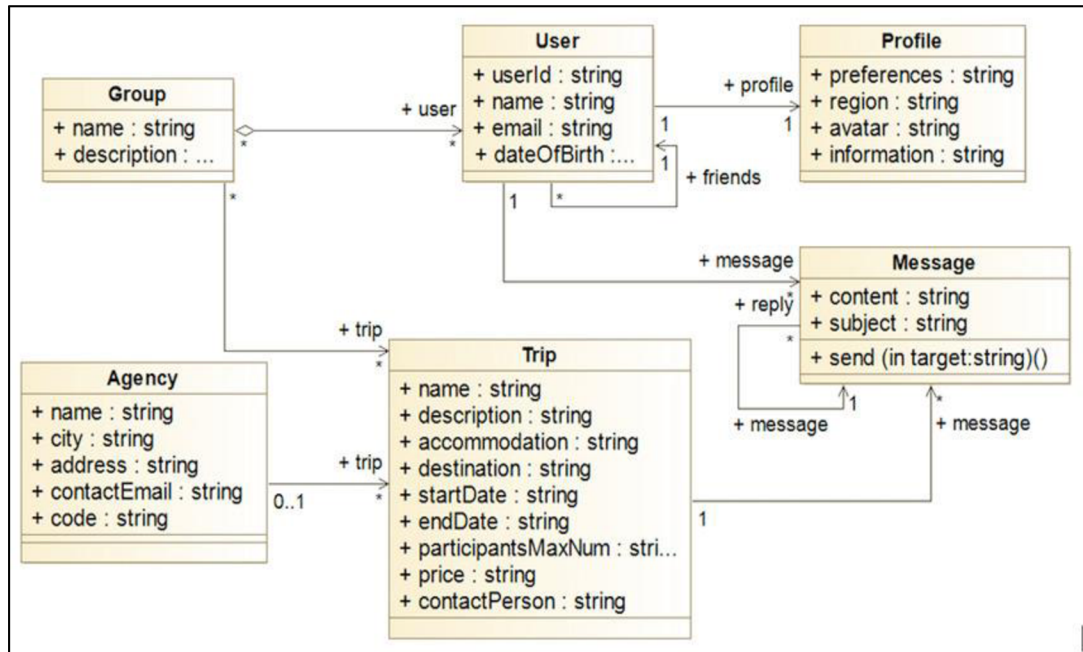 Group
+ name : string
+ description : ...
User
+ userId : string
+ name : string
+ email : string
+ dateOfBirth :...
Profile
+ preferences : string
+ region : string
+ avatar : string
+ information : string
+ user
*
*
+ profile
1
1
1
*
+ friends
1
+ message
*
Message
+ content : string
+ subject : string
+ send (in target:string)()
+ reply
*
1
+ message
*
+ message
1
*
+ trip
*
Agency
+ name : string
+ city : string
+ address : string
+ contactEmail : string
+ code : string
+ trip
0..1
*
Trip
+ name : string
+ description : string
+ accommodation : string
+ destination : string
+ startDate : string
+ endDate : string
+ participantsMaxNum : stri...
+ price : string
+ contactPerson : string